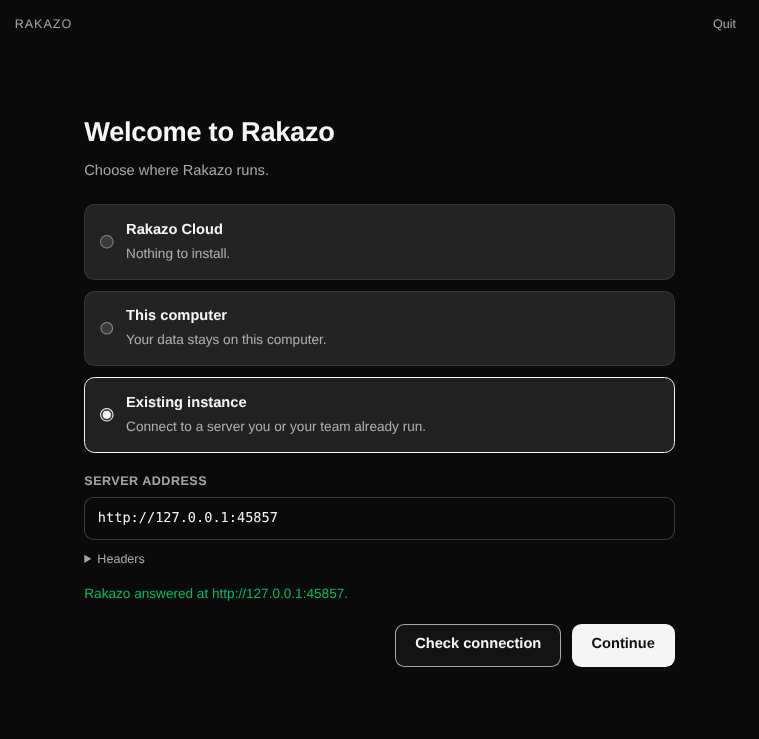 RAKAZO
Quit
Welcome to Rakazo
Choose where Rakazo runs.
Rakazo Cloud
Nothing to install.
This computer
Your data stays on this computer.
Existing instance
Connect to a server you or your team already run.
SERVER ADDRESS
http://127.0.0.1:45857
Headers
Rakazo answered at http://127.0.0.1:45857.
Check connection
Continue